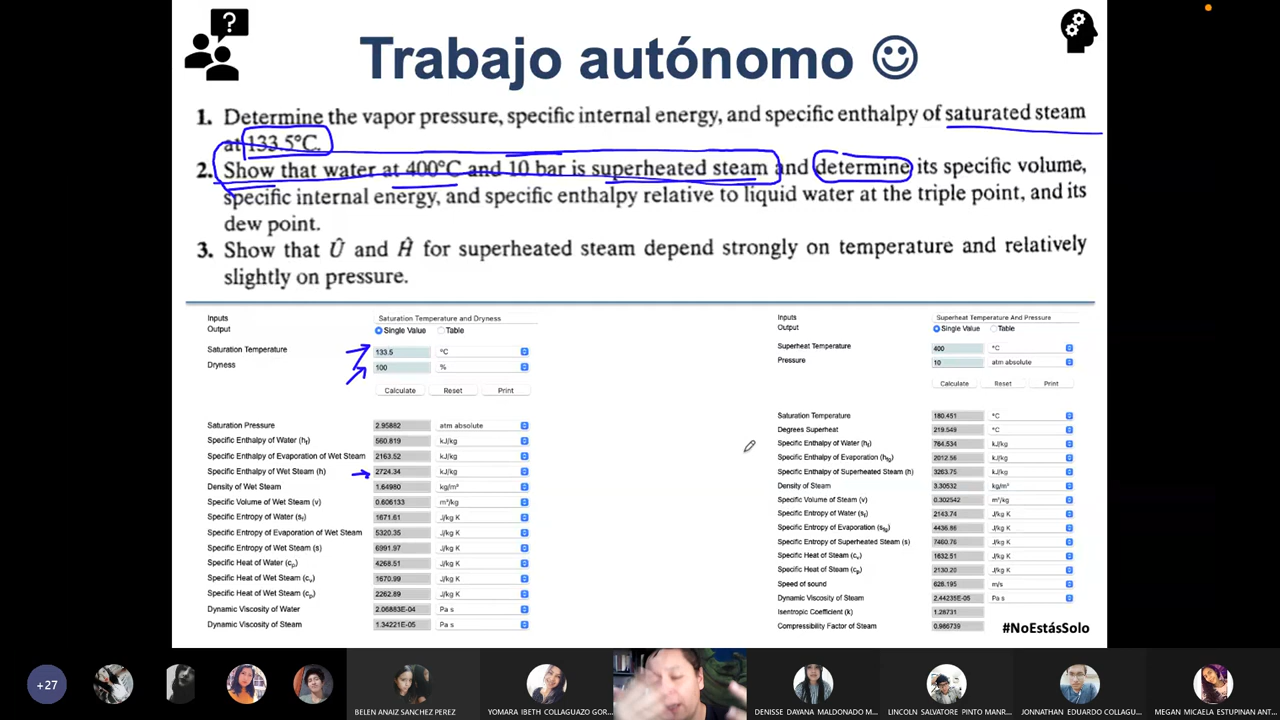 ?
Trabajo autónomo
1. Determine the vapor pressure, specific internal energy, and specific enthalpy of saturated steam
at 133.5°C.
2. Show that water at 400°C and 10 bar is superheated steam and determine its specific volume,
specific internal energy, and specific enthalpy relative to liquid water at the triple point, and its
dew point.
3. Show that Û and Ĥ for superheated steam depend strongly on temperature and relatively
slightly on pressure.
Inputs Saturation Temperature and Dryness
Output Single Value Table
Saturation Temperature 133.5 °C
Dryness 100 %
Calculate Reset Print
Saturation Pressure 2.95882 atm absolute
Specific Enthalpy of Water (hf) 560.819 kJ/kg
Specific Enthalpy of Evaporation of Wet Steam 2163.52 kJ/kg
Specific Enthalpy of Wet Steam (h) 2724.34 kJ/kg
Density of Wet Steam 1.64980 kg/m³
Specific Volume of Wet Steam (v) 0.606133 m³/kg
Specific Entropy of Water (sf) 1671.61 J/kg K
Specific Entropy of Evaporation of Wet Steam 5320.35 J/kg K
Specific Entropy of Wet Steam (s) 6991.97 J/kg K
Specific Heat of Water (cp) 4268.51 J/kg K
Specific Heat of Wet Steam (cv) 1670.99 J/kg K
Specific Heat of Wet Steam (cp) 2262.89 J/kg K
Dynamic Viscosity of Water 2.06883E-04 Pa s
Dynamic Viscosity of Steam 1.34221E-05 Pa s
Inputs Superheat Temperature And Pressure
Output Single Value Table
Superheat Temperature 400 °C
Pressure 10 atm absolute
Calculate Reset Print
Saturation Temperature 180.451 °C
Degrees Superheat 219.549 °C
Specific Enthalpy of Water (hf) 764.534 kJ/kg
Specific Enthalpy of Evaporation (hfg) 2012.56 kJ/kg
Specific Enthalpy of Superheated Steam (h) 3263.75 kJ/kg
Density of Steam 3.30532 kg/m³
Specific Volume of Steam (v) 0.302542 m³/kg
Specific Entropy of Water (sf) 2143.74 J/kg K
Specific Entropy of Evaporation (sfg) 4436.88 J/kg K
Specific Entropy of Superheated Steam (s) 7460.76 J/kg K
Specific Heat of Steam (cv) 1632.51 J/kg K
Specific Heat of Steam (cp) 2130.20 J/kg K
Speed of sound 628.195 m/s
Dynamic Viscosity of Steam 2.44235E-05 Pa s
Isentropic Coefficient (k) 1.28731
Compressibility Factor of Steam 0.986739
#NoEstásSolo
+27
BELEN ANAIZ SANCHEZ PEREZ
YOMARA IBETH COLLAGUAZO GOR...
DENISSE DAYANA MALDONADO M...
LINCOLN SALVATORE PINTO MANR...
JONNATHAN EDUARDO COLLAGU...
MEGAN MICAELA ESTUPINAN ANT...